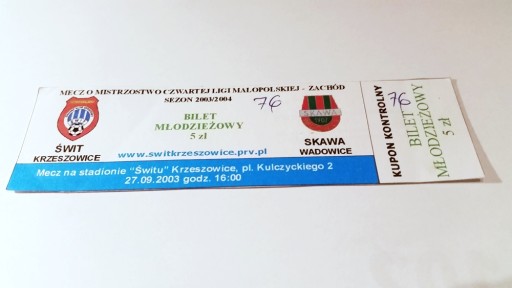 MECZ O MISTRZOSTWO CZWARTEJ LIGI MAŁOPOLSKIEJ - ZACHÓD
SEZON 2003/2004
76
BILET
MŁODZIEŻOWY
5 zł
ŚWIT
KRZESZOWICE
SKAWA
SKAWA
WADOWICE
www.switkrzeszowice.prv.pl
Mecz na stadionie "Świtu" Krzeszowice, pl. Kulczyckiego 2
27.09.2003 godz. 16:00
KUPON KONTROLNY
76
BILET
MŁODZIEŻOWY
5 zł